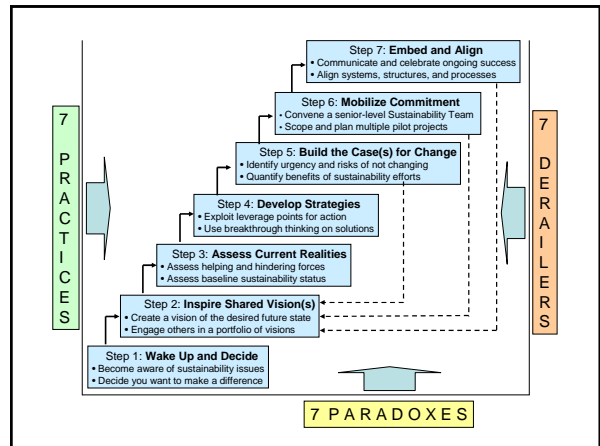 Step 7: Embed and Align
• Communicate and celebrate ongoing success
• Align systems, structures, and processes
Step 6: Mobilize Commitment
• Convene a senior-level Sustainability Team
• Scope and plan multiple pilot projects
Step 5: Build the Case(s) for Change
• Identify urgency and risks of not changing
• Quantify benefits of sustainability efforts
Step 4: Develop Strategies
• Exploit leverage points for action
• Use breakthrough thinking on solutions
Step 3: Assess Current Realities
• Assess helping and hindering forces
• Assess baseline sustainability status
Step 2: Inspire Shared Vision(s)
• Create a vision of the desired future state
• Engage others in a portfolio of visions
Step 1: Wake Up and Decide
• Become aware of sustainability issues
• Decide you want to make a difference
7 PRACTICES
7 DERAILERS
7 PARADOXES